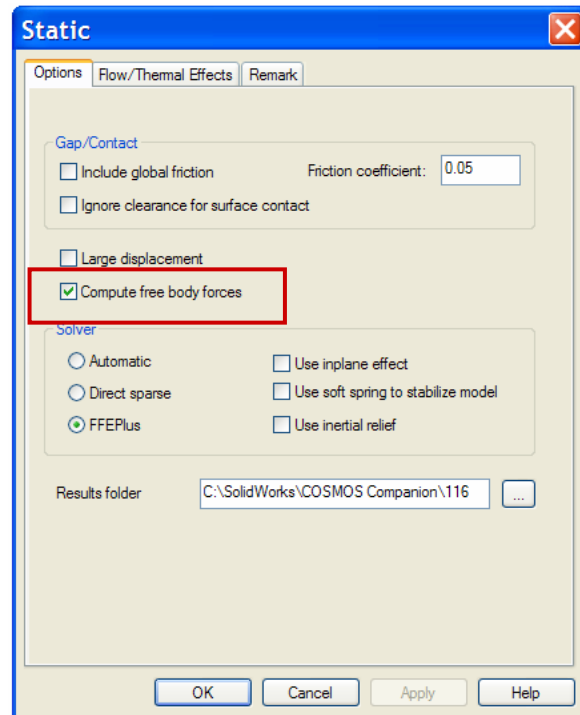 Static
Options Flow/Thermal Effects Remark
Gap/Contact
Include global friction Friction coefficient: 0.05
Ignore clearance for surface contact
Large displacement
Compute free body forces
Solver
Automatic Use inplane effect
Direct sparse Use soft spring to stabilize model
FFEPlus Use inertial relief
Results folder C:\SolidWorks\COSMOS Companion\116 ...
OK Cancel Apply Help